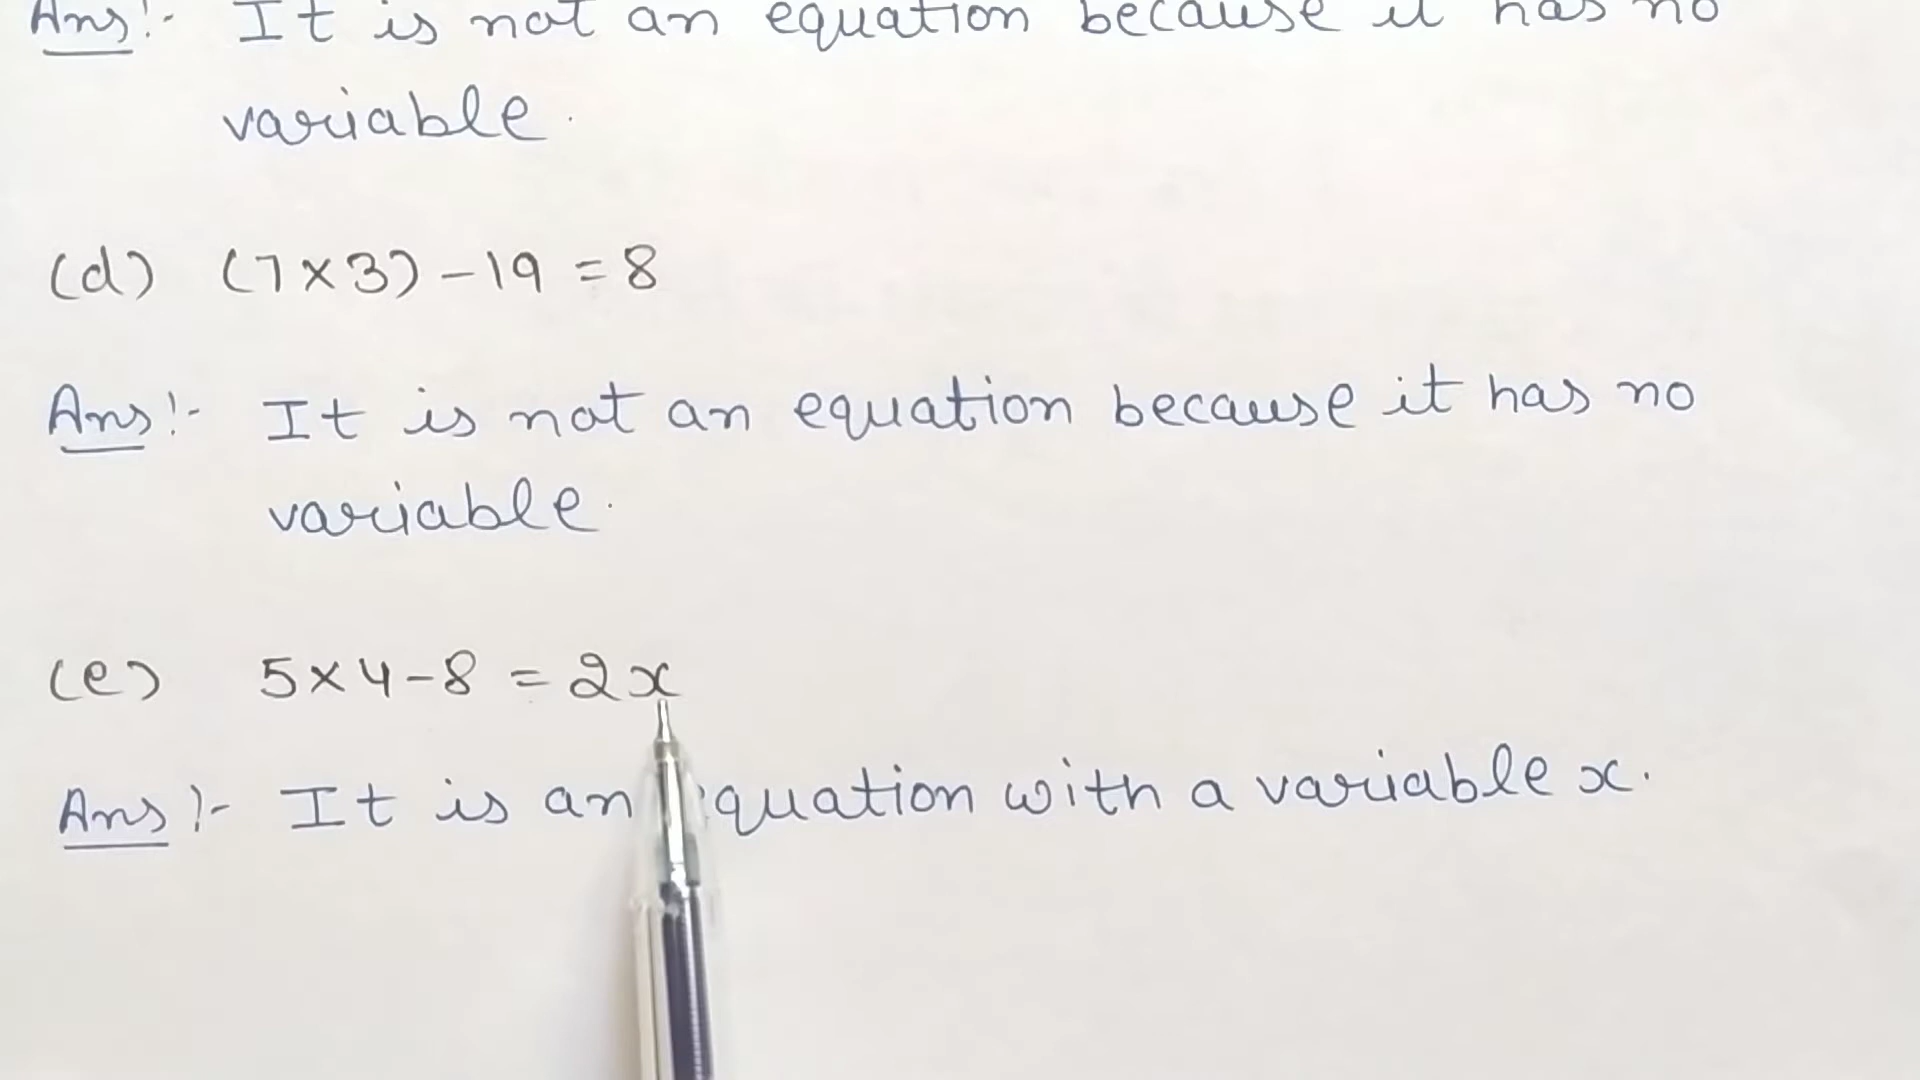 Ans:- It is not an equation because it has no
variable.
(d) (7×3) - 19 = 8
Ans:- It is not an equation because it has no
variable.
(e) 5×4-8 = 2x
Ans:- It is an equation with a variable x.